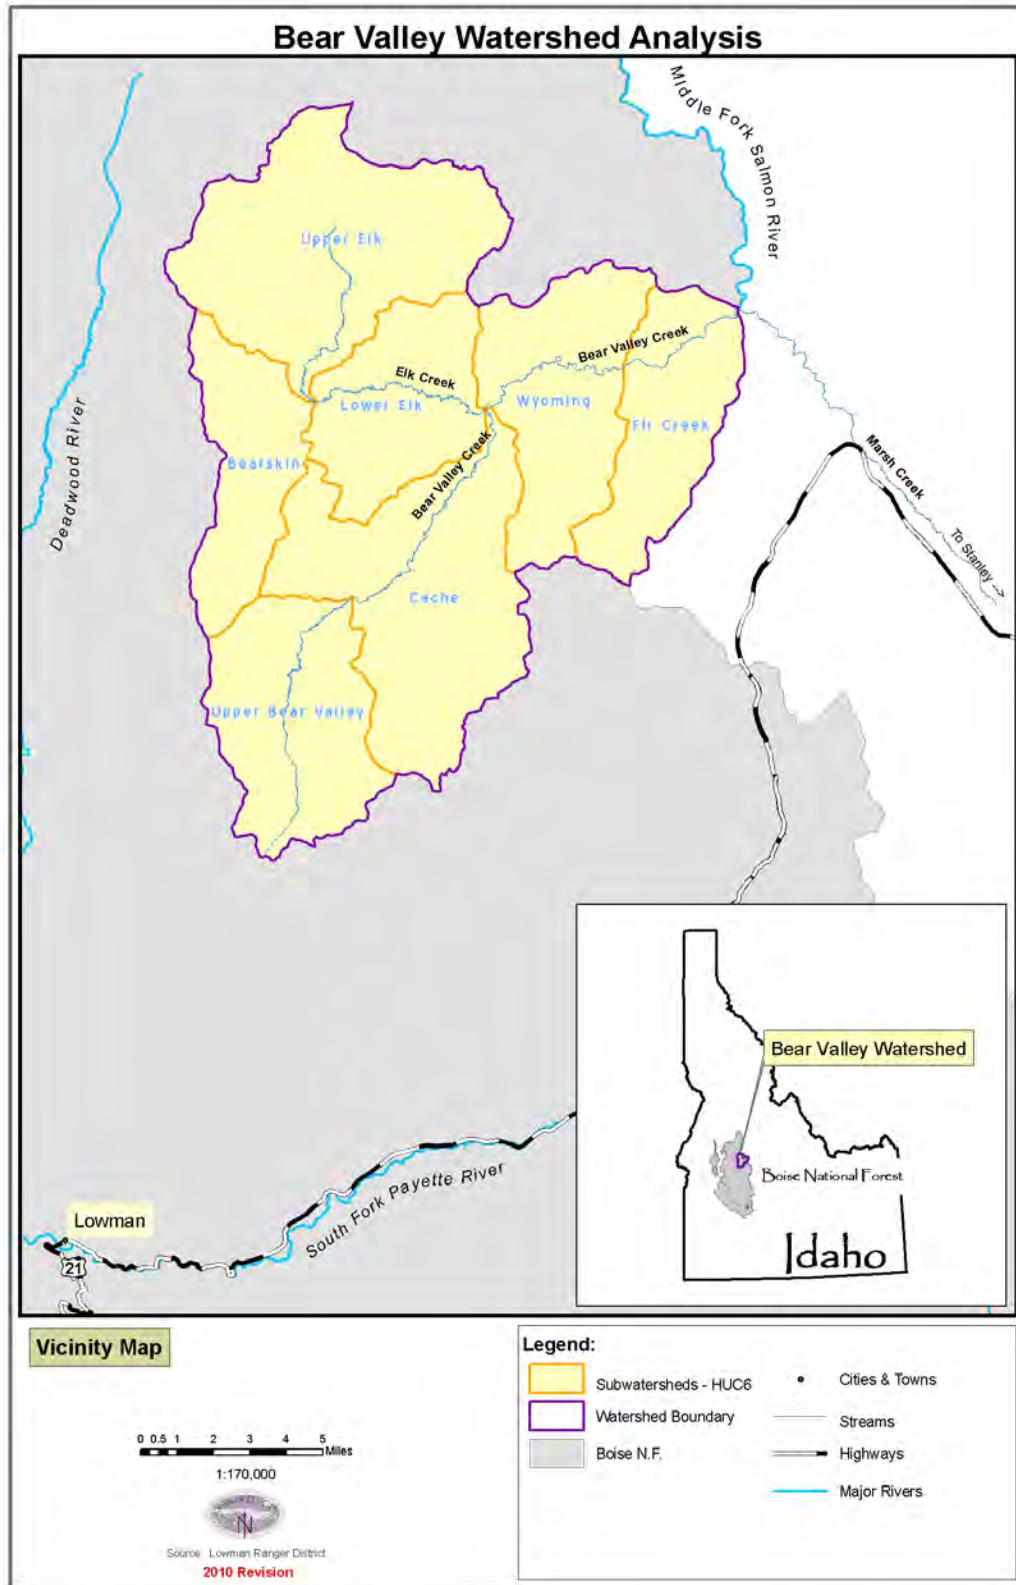 Bear Valley Watershed Analysis
Middle Fork Salmon River
Upper Elk
Bear Valley Creek
Elk Creek
Lower Elk
Wyoming
Fir Creek
Deadwood River
Bearskin
Bear Valley Creek
Marsh Creek
To Stanley
Cache
Upper Bear Valley
Bear Valley Watershed
Boise National Forest
Idaho
South Fork Payette River
Lowman
21
Vicinity Map
0 0.5 1 2 3 4 5
Miles
1:170,000
Source: Lowman Ranger District
2010 Revision
Legend:
Subwatersheds - HUC6
Watershed Boundary
Boise N.F.
Cities & Towns
Streams
Highways
Major Rivers